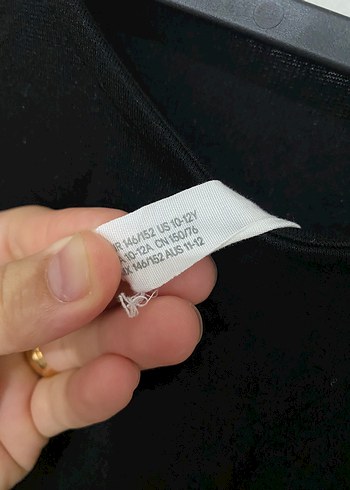 R 146/152 US 10-12Y
A 10-12A CN 150/76
X 146/152 AUS 11-12